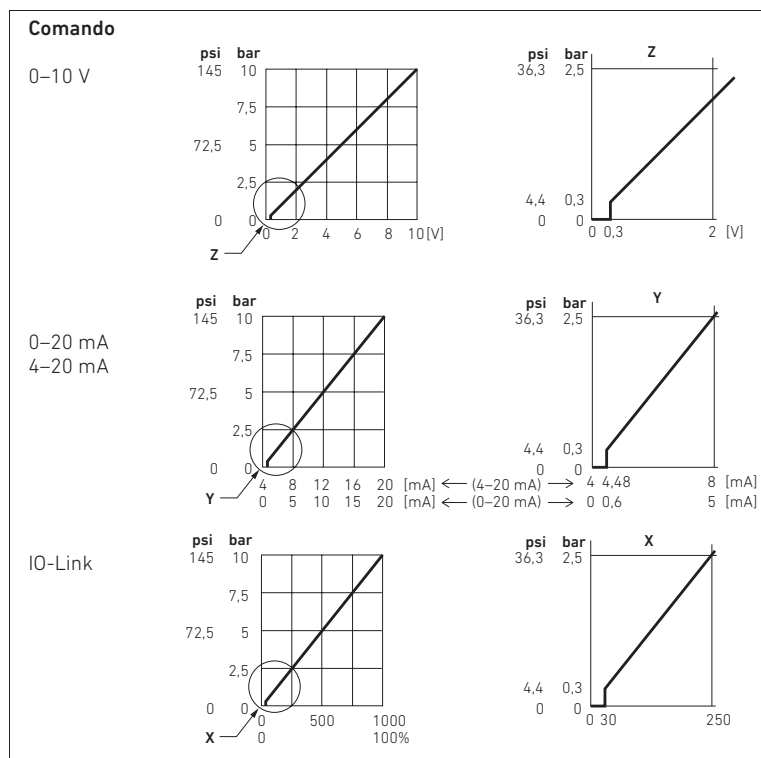 Comando
0–10 V
psi bar
145 10
7,5
72,5 5
2,5
0 0
0 2 4 6 8 10[V]
Z
Z
psi bar
36,3 2,5
4,4 0,3
0 0
0 0,3 2 [V]
0–20 mA
4–20 mA
psi bar
145 10
7,5
72,5 5
2,5
0 0
Y
Y
psi bar
36,3 2,5
4,4 0,3
0 0
4 8 12 16 20 [mA] ← (4–20 mA) → 4 4,48 8 [mA]
0 5 10 15 20 [mA] ← (0–20 mA) → 0 0,6 5 [mA]
IO-Link
psi bar
145 10
7,5
72,5 5
2,5
0 0
0 500 1000
0 100%
X
X
psi bar
36,3 2,5
4,4 0,3
0 0
0 30 250